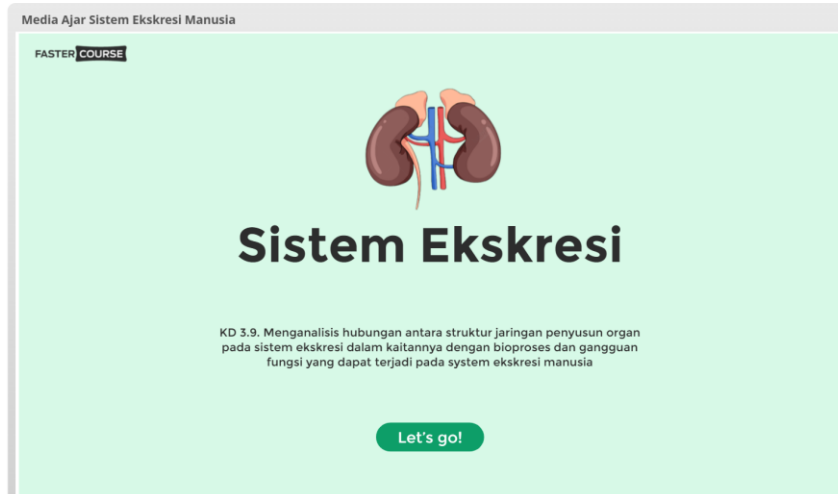 Media Ajar Sistem Ekskresi Manusia
FASTER COURSE
Sistem Ekskresi
KD 3.9. Menganalisis hubungan antara struktur jaringan penyusun organ
pada sistem ekskresi dalam kaitannya dengan bioproses dan gangguan
fungsi yang dapat terjadi pada system ekskresi manusia
Let's go!